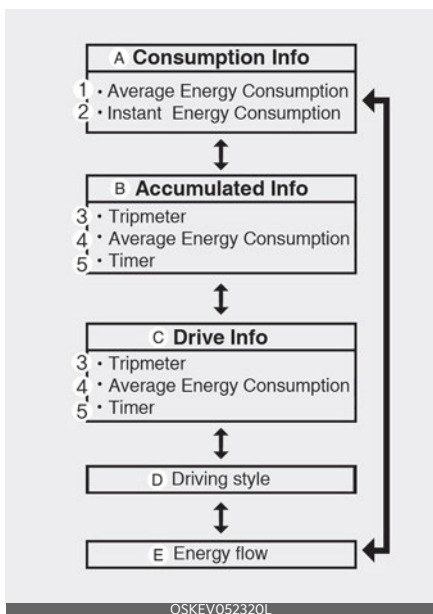 A Consumption Info
1 • Average Energy Consumption
2 • Instant Energy Consumption
B Accumulated Info
3 • Tripmeter
4 • Average Energy Consumption
5 • Timer
C Drive Info
3 • Tripmeter
4 • Average Energy Consumption
5 • Timer
D Driving style
E Energy flow
OSKEV052320L